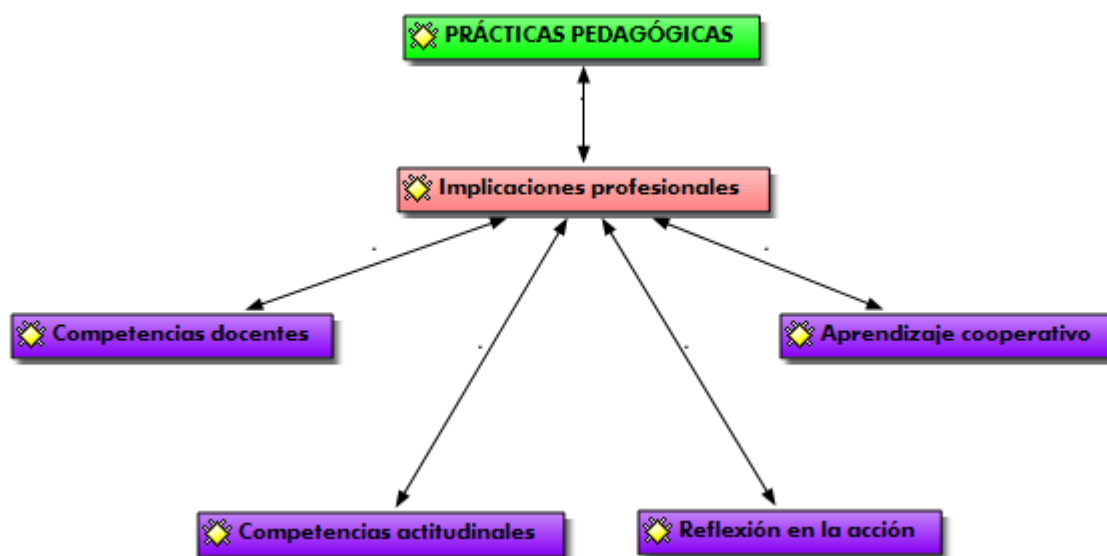 PRÁCTICAS PEDAGÓGICAS
Implicaciones profesionales
Competencias docentes
Aprendizaje cooperativo
Competencias actitudinales
Reflexión en la acción